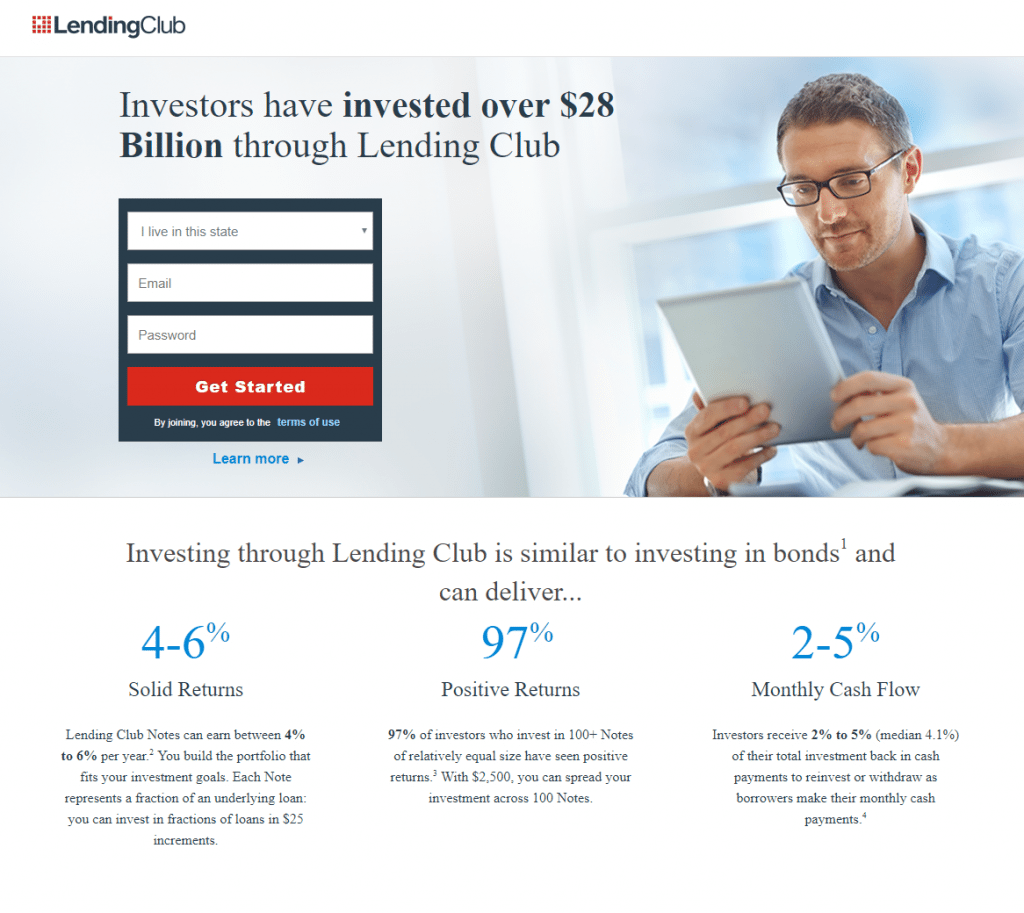 LendingClub
Investors have invested over $28
Billion through Lending Club
I live in this state
Email
Password
Get Started
By joining, you agree to the terms of use
Learn more
Investing through Lending Club is similar to investing in bonds1 and
can deliver...
4-6%
Solid Returns
Lending Club Notes can earn between 4%
to 6% per year.2 You build the portfolio that
fits your investment goals. Each Note
represents a fraction of an underlying loan:
you can invest in fractions of loans in $25
increments.
97%
Positive Returns
97% of investors who invest in 100+ Notes
of relatively equal size have seen positive
returns.3 With $2,500, you can spread your
investment across 100 Notes.
2-5%
Monthly Cash Flow
Investors receive 2% to 5% (median 4.1%)
of their total investment back in cash
payments to reinvest or withdraw as
borrowers make their monthly cash
payments.4